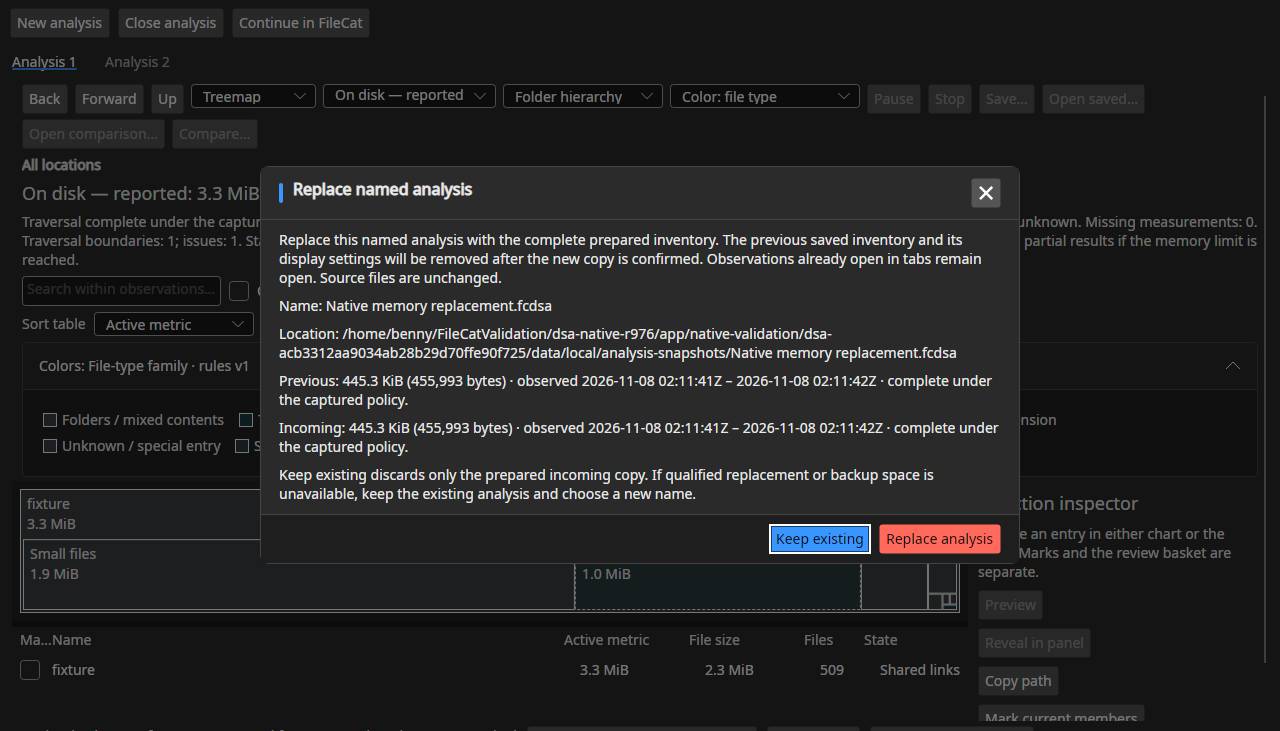 New analysis Close analysis Continue in FileCat
Analysis 1 Analysis 2
Back Forward Up Treemap On disk — reported Folder hierarchy Color: file type Pause Stop Save... Open saved...
Open comparison... Compare...
All locations
On disk — reported: 3.3 MiB
Traversal complete under the captur unknown. Missing measurements: 0.
Traversal boundaries: 1; issues: 1. Sta partial results if the memory limit is
reached.
Search within observations...
Sort table Active metric
Colors: File-type family · rules v1
Folders / mixed contents
Unknown / special entry
Replace named analysis
Replace this named analysis with the complete prepared inventory. The previous saved inventory and its
display settings will be removed after the new copy is confirmed. Observations already open in tabs remain
open. Source files are unchanged.
Name: Native memory replacement.fcdsa
Location: /home/benny/FileCatValidation/dsa-native-r976/app/native-validation/dsa-
acb3312aa9034ab28b29d70ffe90f725/data/local/analysis-snapshots/Native memory replacement.fcdsa
Previous: 445.3 KiB (455,993 bytes) · observed 2026-11-08 02:11:41Z – 2026-11-08 02:11:42Z · complete under
the captured policy.
Incoming: 445.3 KiB (455,993 bytes) · observed 2026-11-08 02:11:41Z – 2026-11-08 02:11:42Z · complete under
the captured policy.
Keep existing discards only the prepared incoming copy. If qualified replacement or backup space is
unavailable, keep the existing analysis and choose a new name.
Keep existing Replace analysis
fixture
3.3 MiB
Small files
1.9 MiB
1.0 MiB
nsion
tion inspector
e an entry in either chart or the
Marks and the review basket are
separate.
Preview
Reveal in panel
Copy path
Mark current members
Ma... Name Active metric File size Files State
fixture 3.3 MiB 2.3 MiB 509 Shared links